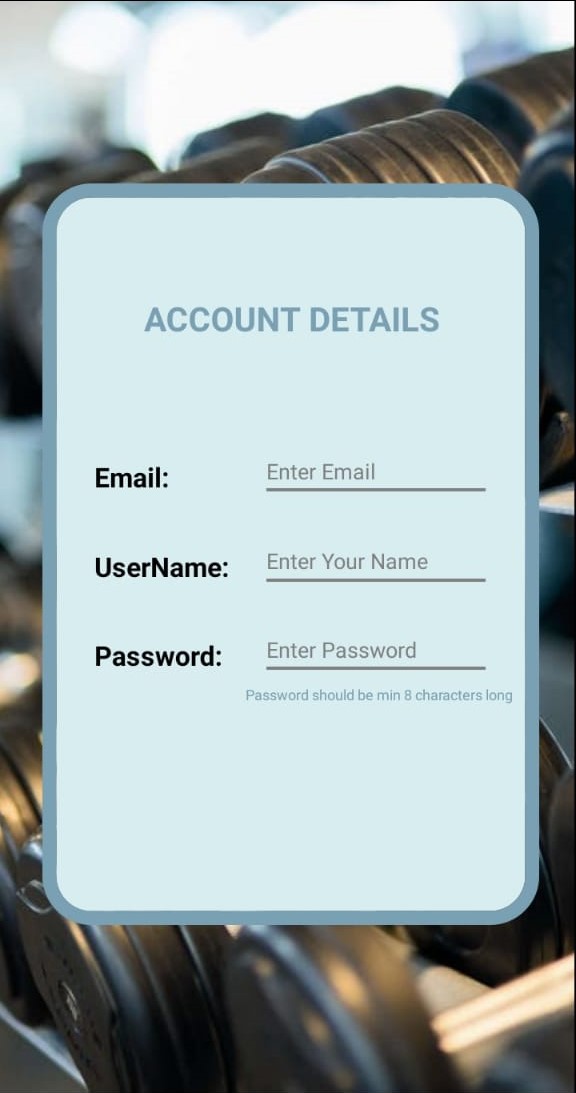 ACCOUNT DETAILS
Email: Enter Email
UserName: Enter Your Name
Password: Enter Password
Password should be min 8 characters long